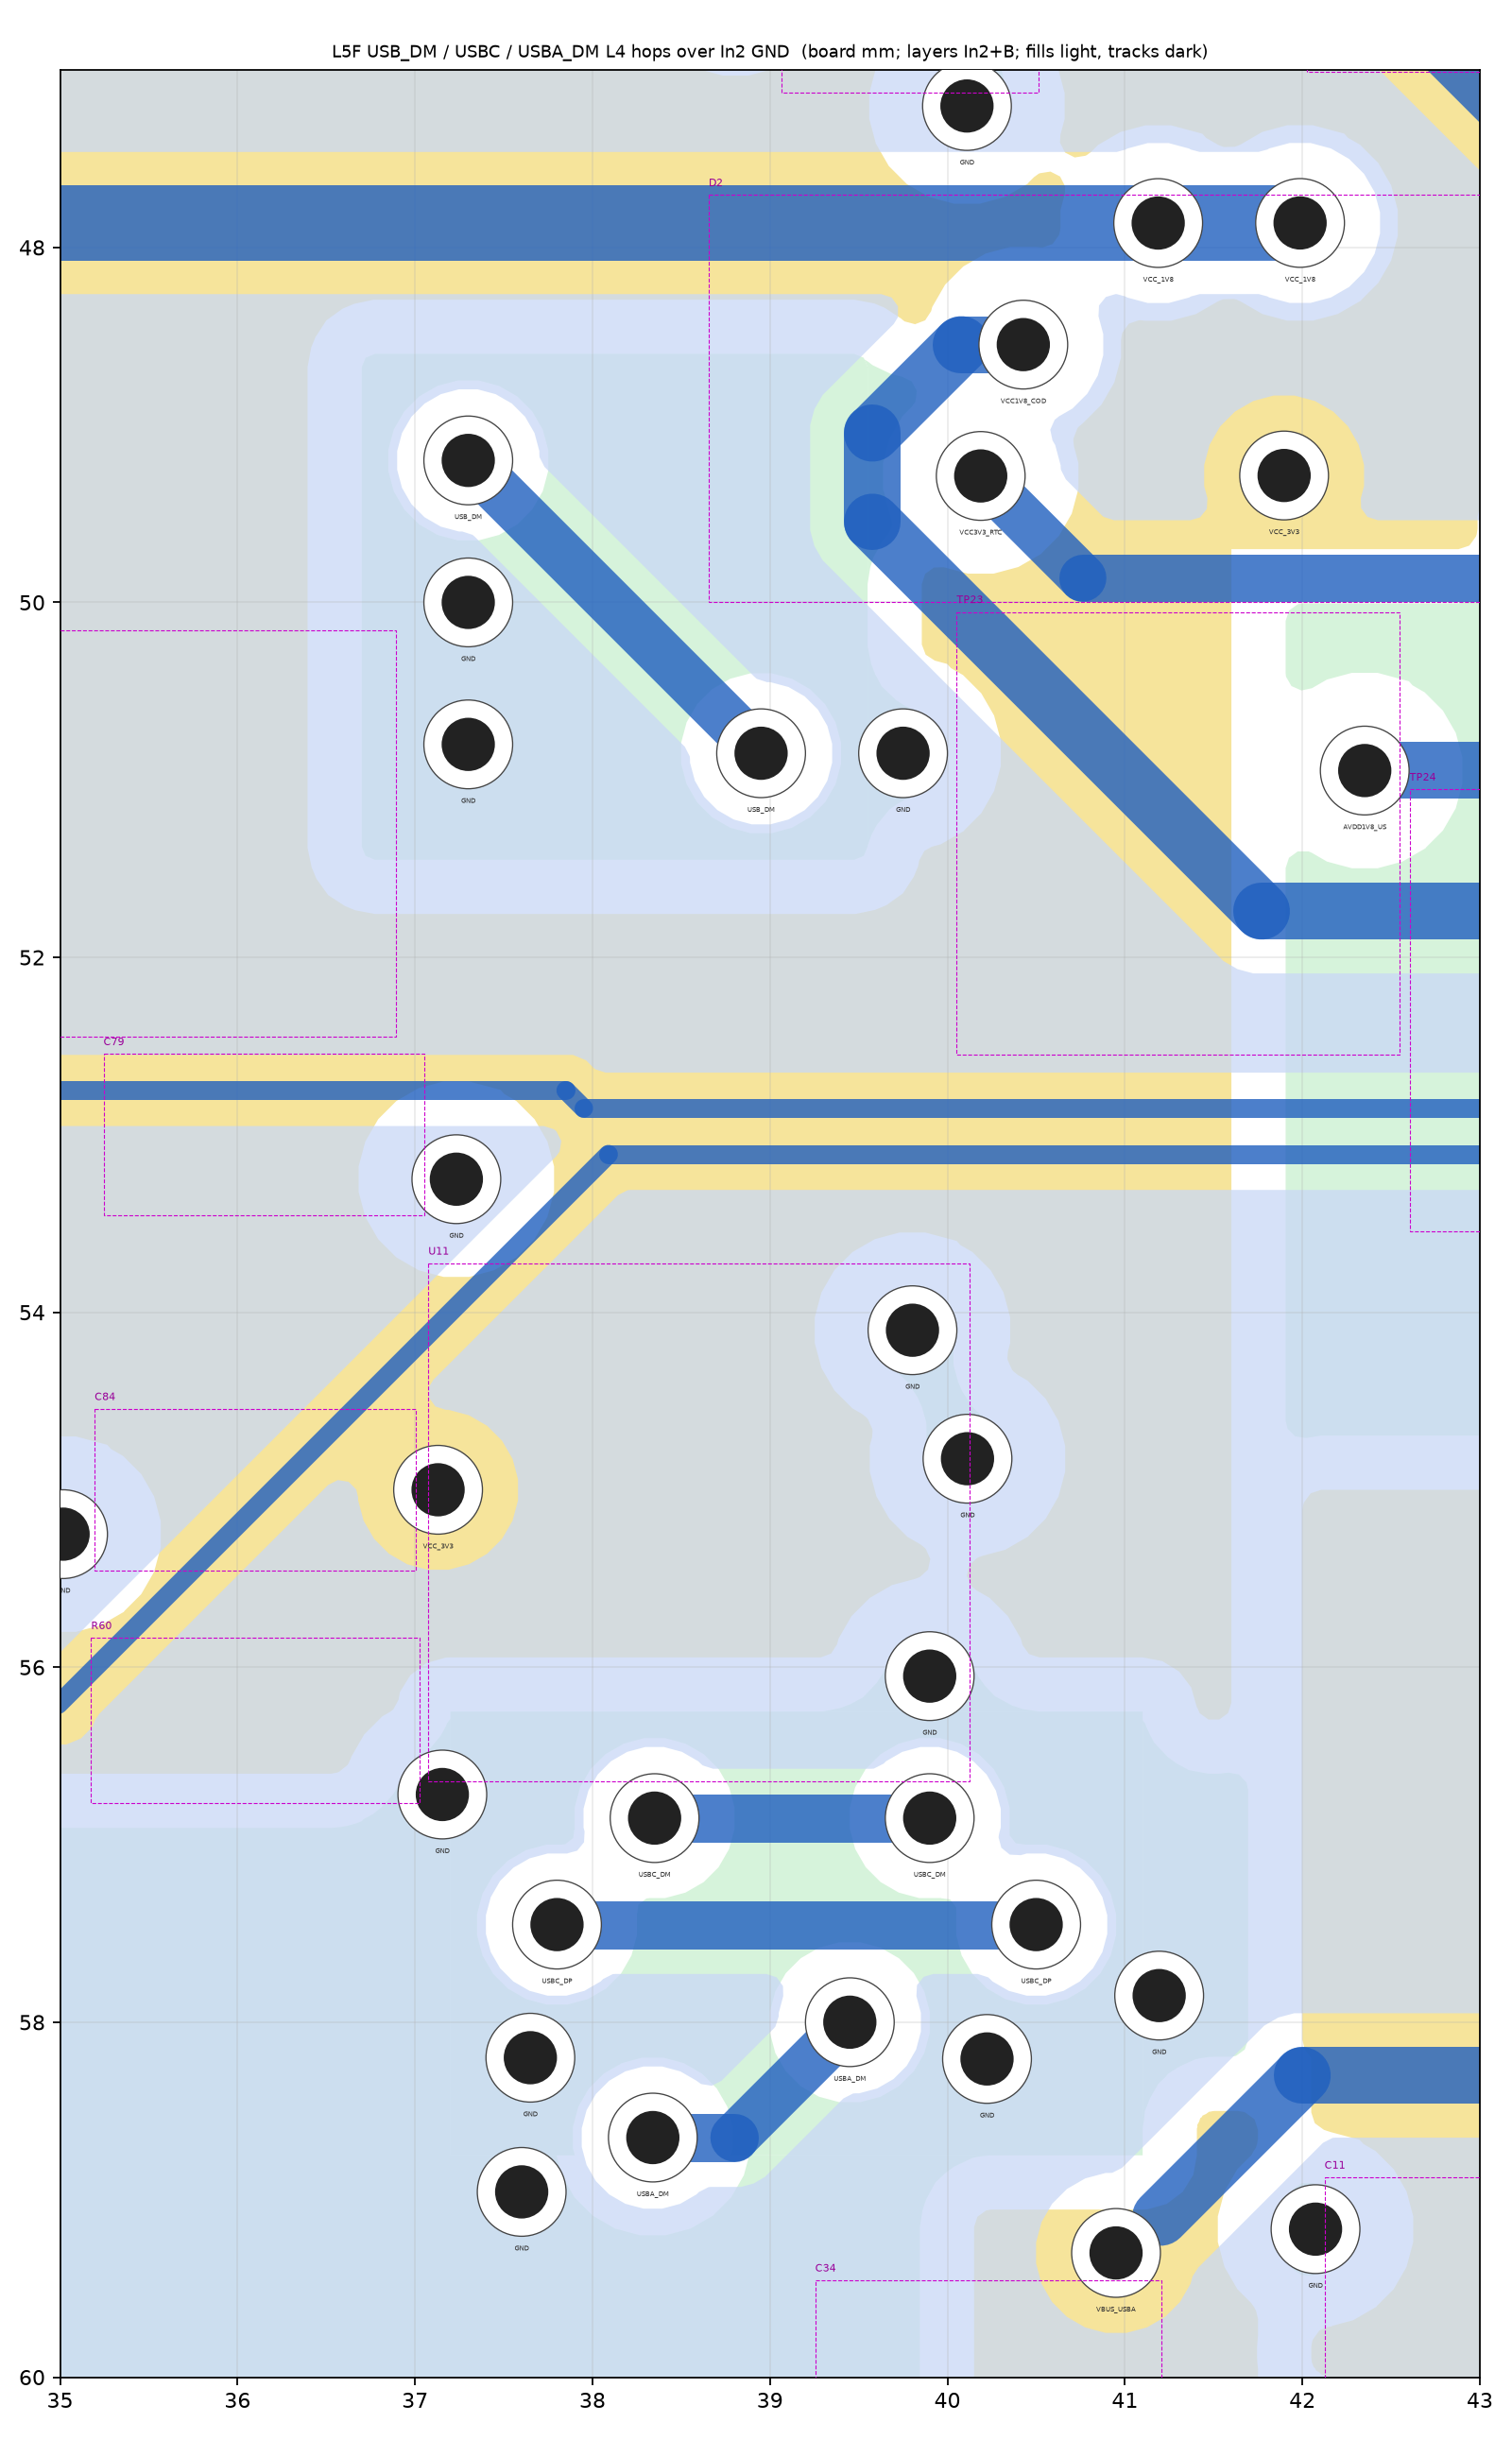 L5F USB_DM / USBC / USBA_DM L4 hops over In2 GND (board mm; layers In2+B; fills light, tracks dark)
GND
D2
48
VCC_1V8
VCC_1V8
VCC1V8_COD
USB_DM
VCC3V3_RTC
VCC_3V3
50
TP23
GND
TP24
GND
USB_DM
GND
AVDD1V8_US
52
C79
GND
U11
54
GND
C84
GND
VCC_3V3
ND
R60
56
GND
GND
USBC_DM
USBC_DM
USBC_DP
USBC_DP
58
GND
USBA_DM
GND
GND
C11
USBA_DM
GND
C34
GND
VBUS_USBA
60
35
36
37
38
39
40
41
42
43